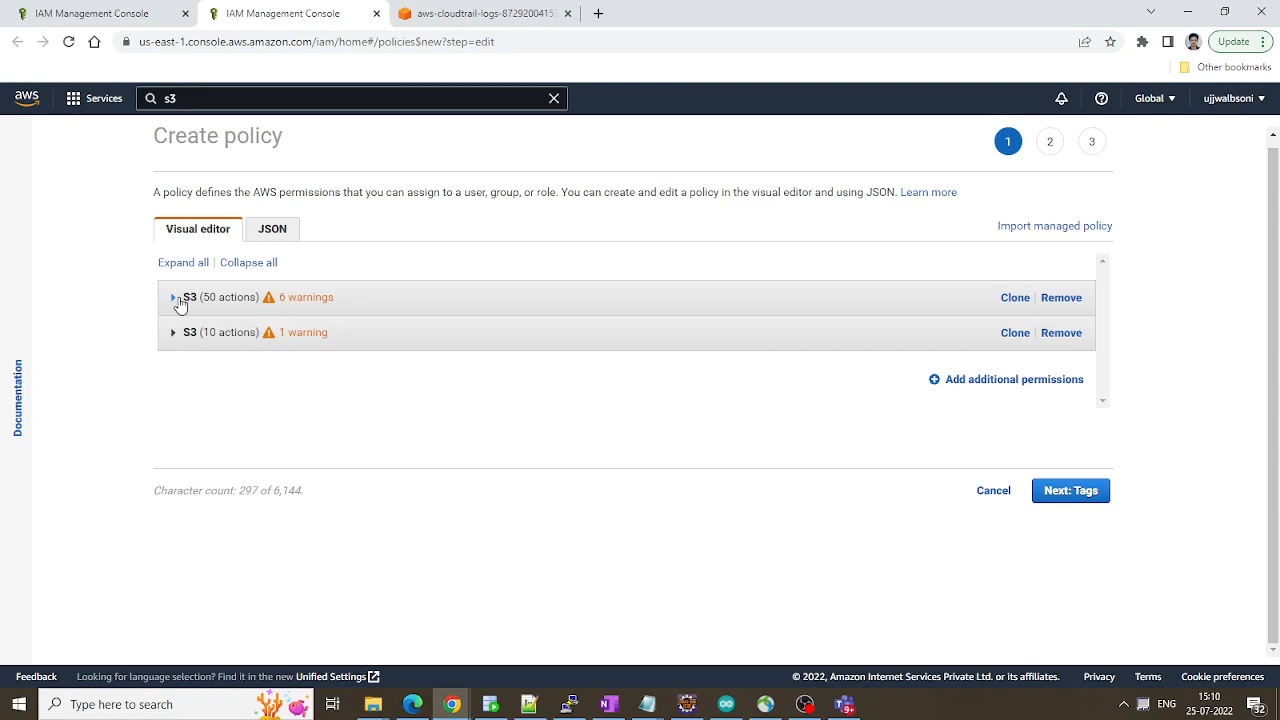 IAM Management Console
IAM Management Console
aws-cloudtrail-logs-8729200415
us-east-1.console.aws.amazon.com/iam/home#/policies$new?step=edit
Update
Other bookmarks
aws
Services
s3
Global
ujjwalbsoni
Create policy
1
2
3
A policy defines the AWS permissions that you can assign to a user, group, or role. You can create and edit a policy in the visual editor and using JSON. Learn more
Visual editor
JSON
Import managed policy
Expand all | Collapse all
S3 (50 actions) 6 warnings
Clone | Remove
S3 (10 actions) 1 warning
Clone | Remove
Add additional permissions
Documentation
Character count: 297 of 6,144.
Cancel
Next: Tags
Feedback
Looking for language selection? Find it in the new Unified Settings
© 2022, Amazon Internet Services Private Ltd. or its affiliates.
Privacy
Terms
Cookie preferences
Type here to search
9+
ENG
15:10
25-07-2022